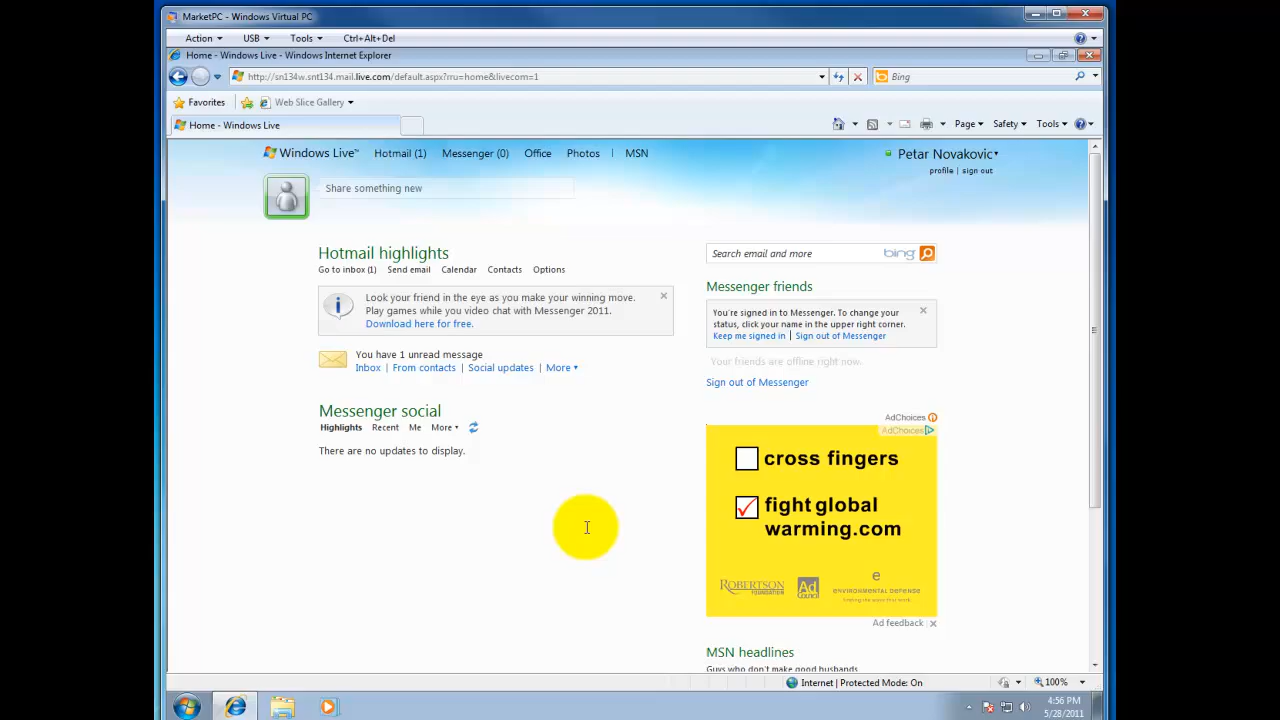 MarketPC - Windows Virtual PC
Action USB Tools Ctrl+Alt+Del
Home - Windows Live - Windows Internet Explorer
http://sn134w.snt134.mail.live.com/default.aspx?rru=home&livecom=1
Bing
Favorites Web Slice Gallery
Home - Windows Live
Page Safety Tools
Windows Live™ Hotmail (1) Messenger (0) Office Photos MSN
Petar Novakovic
profile | sign out
Share something new
Hotmail highlights
Go to inbox (1) Send email Calendar Contacts Options
Look your friend in the eye as you make your winning move.
Play games while you video chat with Messenger 2011.
Download here for free.
You have 1 unread message
Inbox | From contacts | Social updates | More
Messenger social
Highlights Recent Me More
There are no updates to display.
Search email and more bing
Messenger friends
You're signed in to Messenger. To change your
status, click your name in the upper right corner.
Keep me signed in | Sign out of Messenger
Your friends are offline right now.
Sign out of Messenger
AdChoices
AdChoices
cross fingers
fight global
warming.com
ROBERTSON
FOUNDATION
Ad
COUNCIL
e
ENVIRONMENTAL DEFENSE
finding the ways that work
Ad feedback
MSN headlines
Guys who don't make good husbands
Internet | Protected Mode: On
100%
4:56 PM
5/28/2011